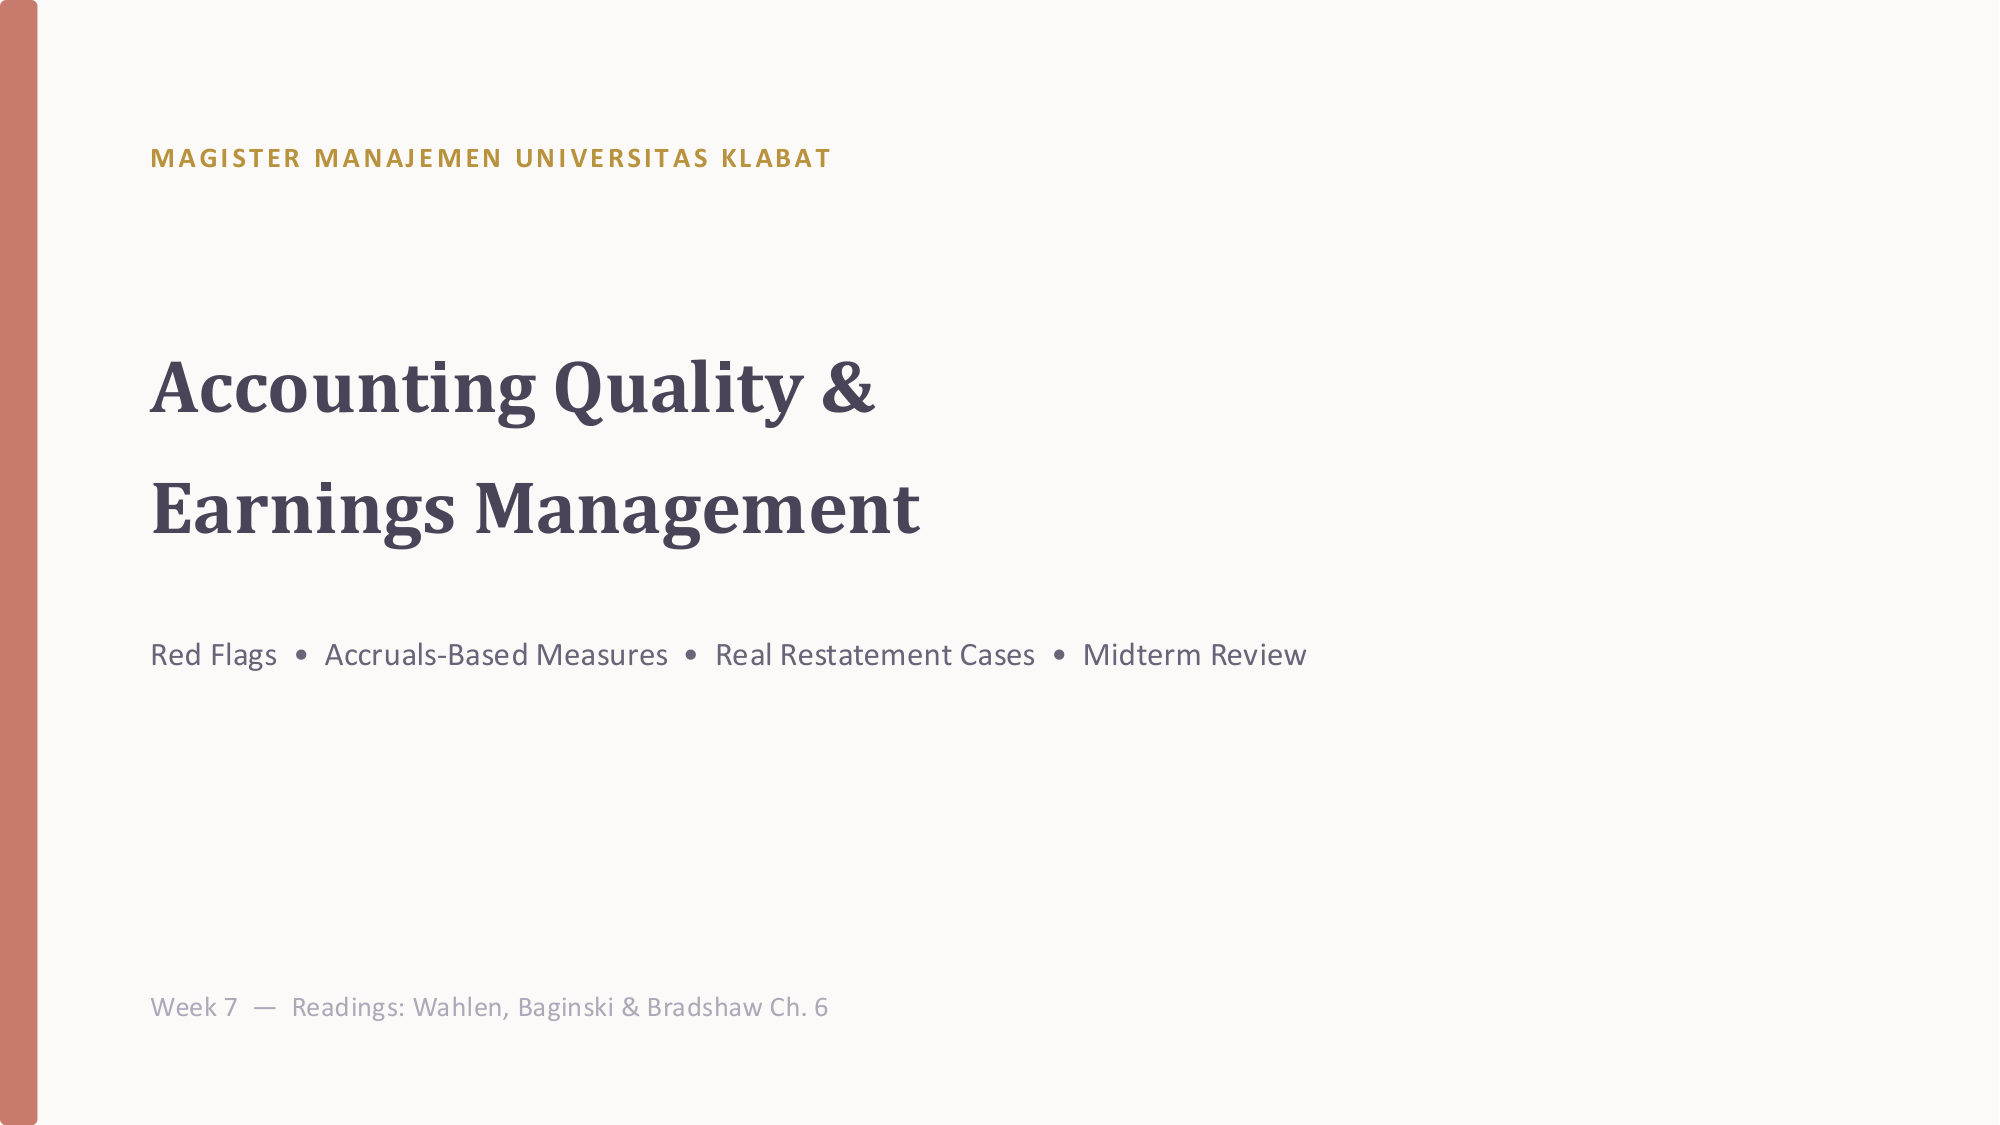 MAGISTER MANAJEMEN UNIVERSITAS KLABAT
Accounting Quality &
Earnings Management
Red Flags • Accruals-Based Measures • Real Restatement Cases • Midterm Review
Week 7 — Readings: Wahlen, Baginski & Bradshaw Ch. 6